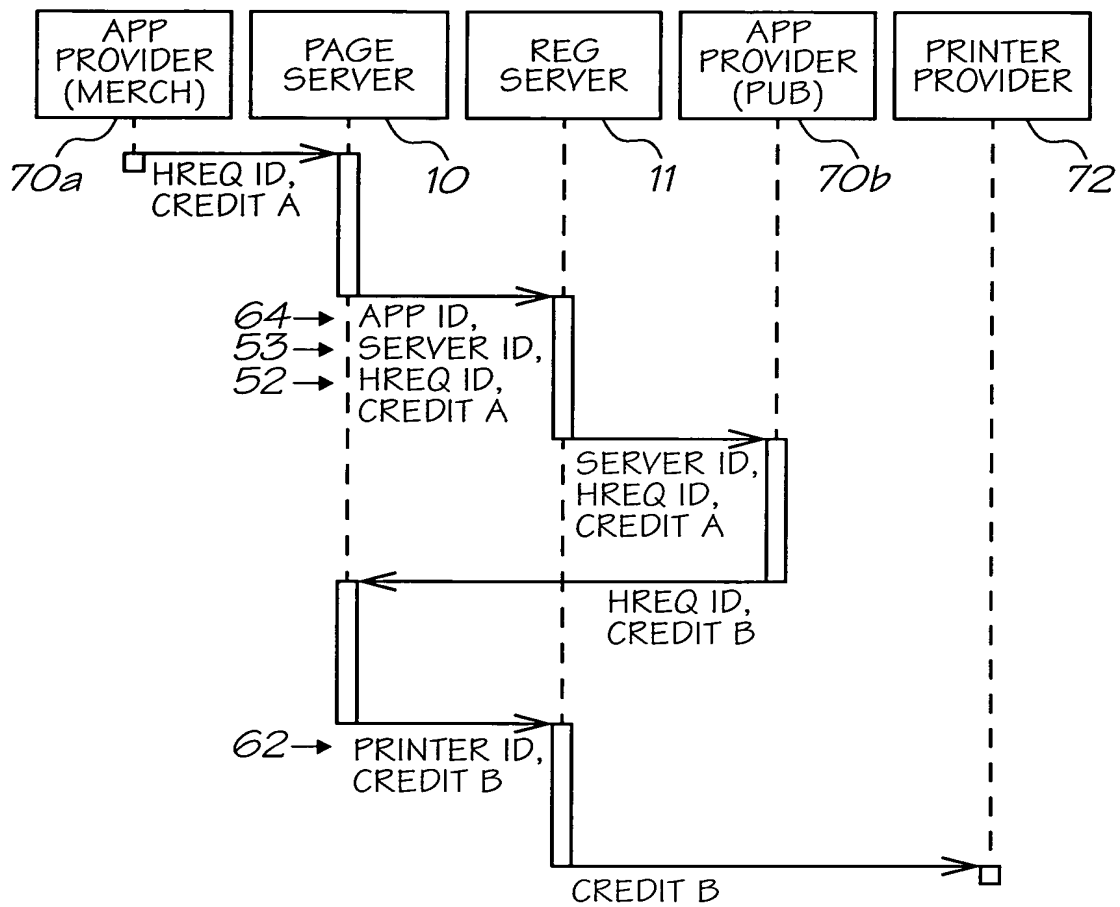 APP
PROVIDER
(MERCH)
PAGE
SERVER
REG
SERVER
APP
PROVIDER
(PUB)
PRINTER
PROVIDER
70a
10
11
70b
72
HREQ ID,
CREDIT A
64
APP ID,
53
SERVER ID,
52
HREQ ID,
CREDIT A
SERVER ID,
HREQ ID,
CREDIT A
HREQ ID,
CREDIT B
62
PRINTER ID,
CREDIT B
CREDIT B